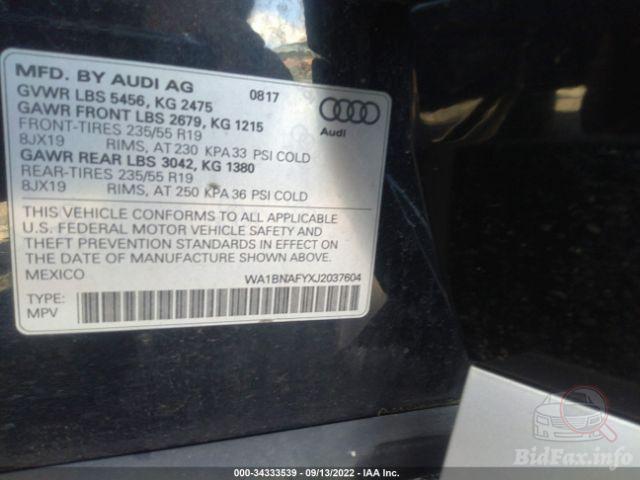 MFD. BY AUDI AG 0817
GVWR LBS 5456, KG 2475
GAWR FRONT LBS 2679, KG 1215
FRONT-TIRES 235/55 R19
8JX19 RIMS, AT 230 KPA 33 PSI COLD
GAWR REAR LBS 3042, KG 1380
REAR-TIRES 235/55 R19
8JX19 RIMS, AT 250 KPA 36 PSI COLD
Audi
THIS VEHICLE CONFORMS TO ALL APPLICABLE
U.S. FEDERAL MOTOR VEHICLE SAFETY AND
THEFT PREVENTION STANDARDS IN EFFECT ON
THE DATE OF MANUFACTURE SHOWN ABOVE.
MEXICO WA1BNAFYXJ2037604
TYPE:
MPV
BidFax.info
000-34333539 - 09/13/2022 - IAA Inc.